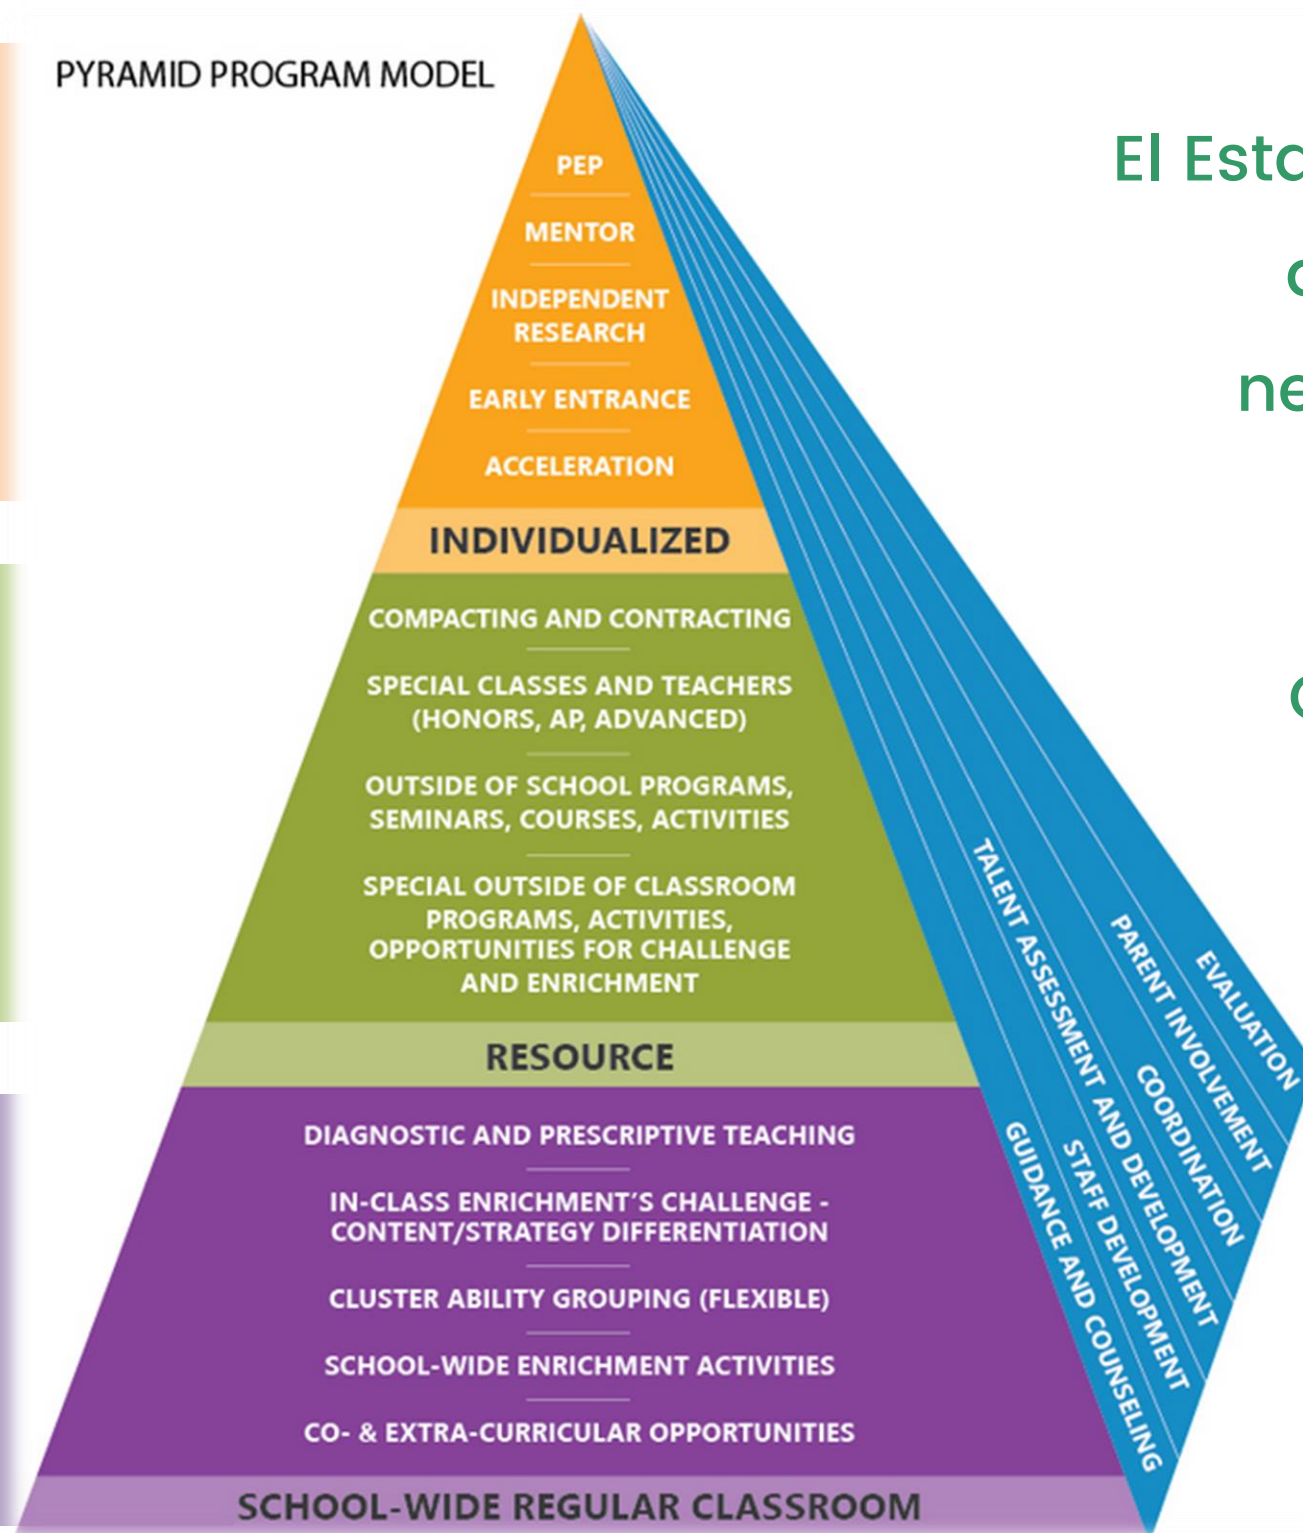 PYRAMID PROGRAM MODEL
PEP
MENTOR
INDEPENDENT
RESEARCH
EARLY ENTRANCE
ACCELERATION
INDIVIDUALIZED
COMPACTING AND CONTRACTING
SPECIAL CLASSES AND TEACHERS
(HONORS, AP, ADVANCED)
OUTSIDE OF SCHOOL PROGRAMS,
SEMINARS, COURSES, ACTIVITIES
SPECIAL OUTSIDE OF CLASSROOM
PROGRAMS, ACTIVITIES,
OPPORTUNITIES FOR CHALLENGE
AND ENRICHMENT
RESOURCE
DIAGNOSTIC AND PRESCRIPTIVE TEACHING
IN-CLASS ENRICHMENT'S CHALLENGE -
CONTENT/STRATEGY DIFFERENTIATION
CLUSTER ABILITY GROUPING (FLEXIBLE)
SCHOOL-WIDE ENRICHMENT ACTIVITIES
CO- & EXTRA-CURRICULAR OPPORTUNITIES
SCHOOL-WIDE REGULAR CLASSROOM
GUIDANCE AND COUNSELING
STAFF DEVELOPMENT
TALENT ASSESSMENT AND DEVELOPMENT
COORDINATION
PARENT INVOLVEMENT
EVALUATION
El